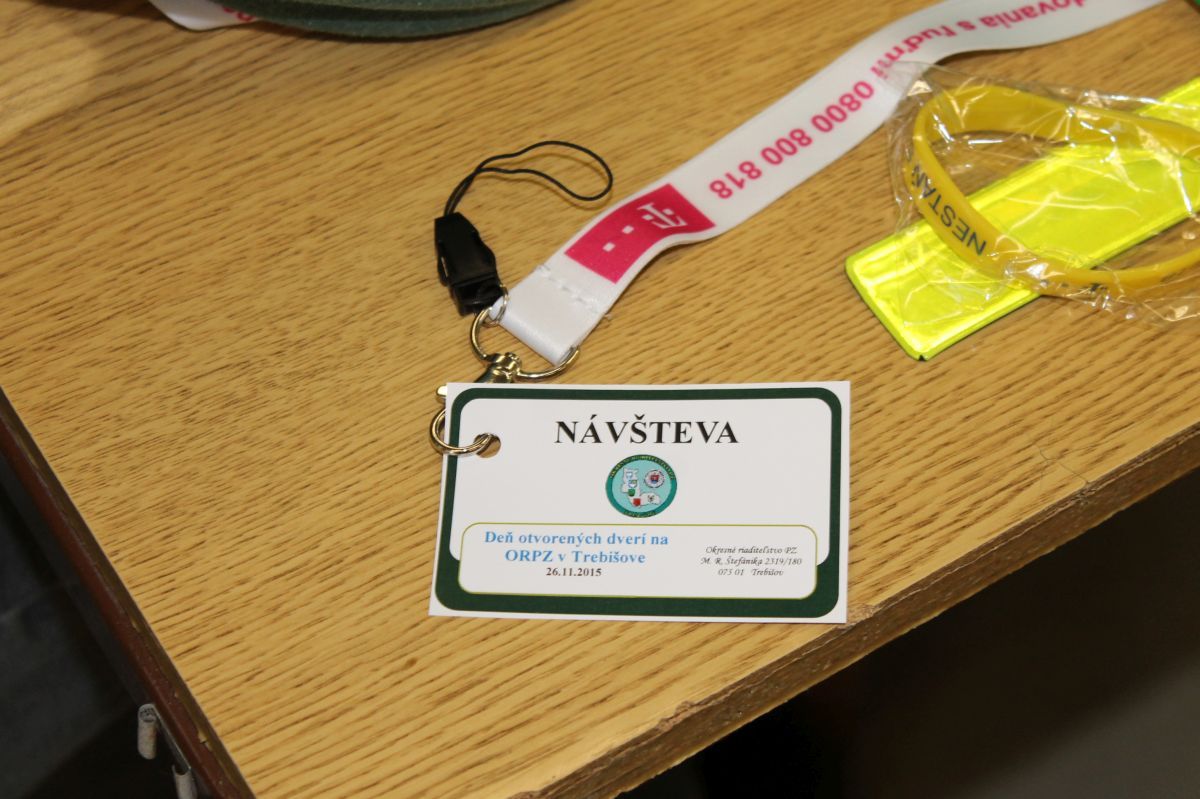 dovania s ľuďmi 0800 800 818
T
NESTAŇ
NÁVŠTEVA
Deň otvorených dverí na
ORPZ v Trebišove
26.11.2015
Okresné riaditeľstvo PZ
M. R. Štefánika 2319/180
075 01 Trebišov